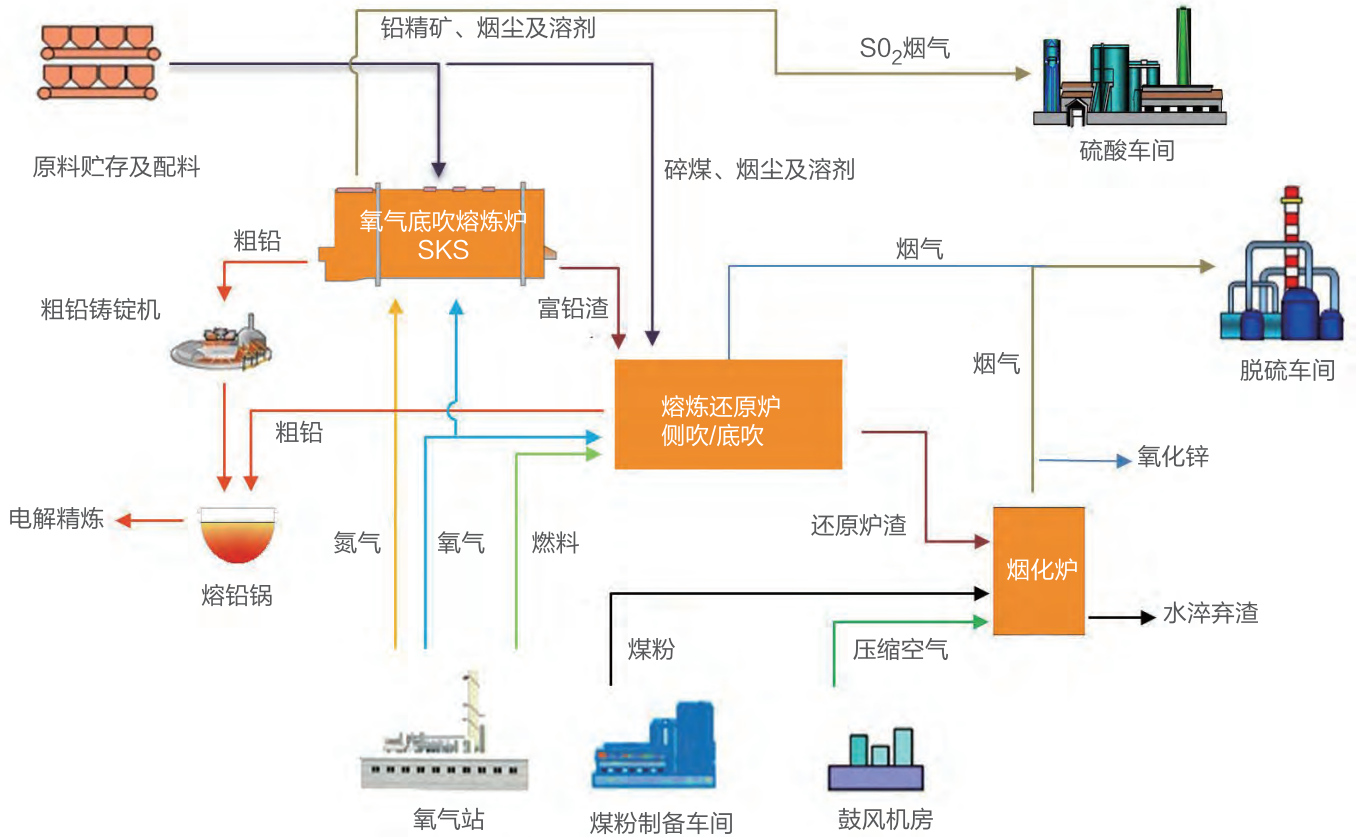 铅精矿、烟尘及溶剂
SO₂烟气
原料贮存及配料
硫酸车间
碎煤、烟尘及溶剂
氧气底吹熔炼炉
SKS
粗铅
烟气
富铅渣
粗铅铸锭机
烟气
脱硫车间
熔炼还原炉
侧吹/底吹
粗铅
氧化锌
电解精炼
还原炉渣
氮气
氧气
燃料
烟化炉
熔铅锅
水淬弃渣
煤粉
压缩空气
氧气站
煤粉制备车间
鼓风机房